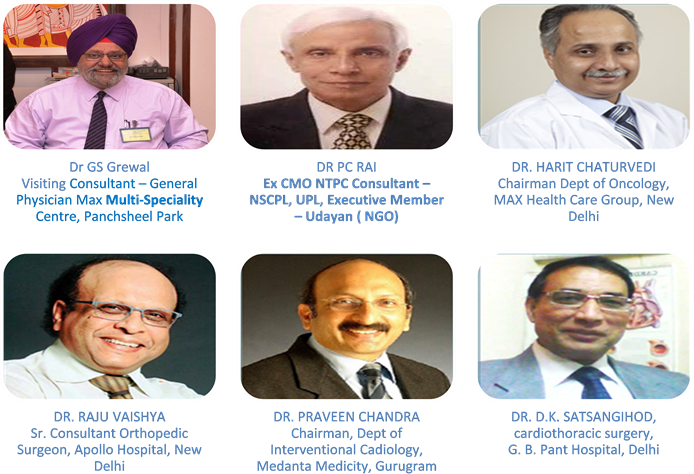 Dr GS Grewal
Visiting Consultant – General
Physician Max Multi-Speciality
Centre, Panchsheel Park
DR PC RAI
Ex CMO NTPC Consultant –
NSCPL, UPL, Executive Member
– Udayan ( NGO)
DR. HARIT CHATURVEDI
Chairman Dept of Oncology,
MAX Health Care Group, New
Delhi
DR. RAJU VAISHYA
Sr. Consultant Orthopedic
Surgeon, Apollo Hospital, New
Delhi
DR. PRAVEEN CHANDRA
Chairman, Dept of
Interventional Cadiology,
Medanta Medicity, Gurugram
DR. D.K. SATSANGIHOD,
cardiothoracic surgery,
G. B. Pant Hospital, Delhi